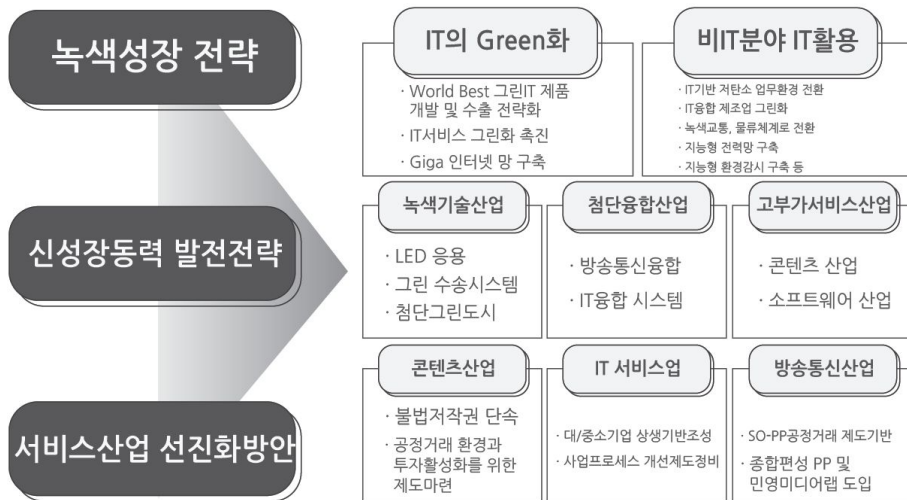 녹색성장 전략
IT의 Green화
· World Best 그린IT 제품
개발 및 수출 전략화
· IT서비스 그린화 촉진
· Giga 인터넷 망 구축
비IT분야 IT활용
· IT기반 저탄소 업무환경 전환
· IT융합 제조업 그린화
· 녹색교통, 물류체계로 전환
· 지능형 전력망 구축
· 지능형 환경감시 구축 등
신성장동력 발전전략
녹색기술산업
· LED 응용
· 그린 수송시스템
· 첨단그린도시
첨단융합산업
· 방송통신융합
· IT융합 시스템
고부가서비스산업
· 콘텐츠 산업
· 소프트웨어 산업
서비스산업 선진화방안
콘텐츠산업
· 불법저작권 단속
· 공정거래 환경과
투자활성화를 위한
제도마련
IT 서비스업
· 대/중소기업 상생기반조성
· 사업프로세스 개선제도정비
방송통신산업
· SO-PP공정거래 제도기반
· 종합편성 PP 및
민영미디어랩 도입